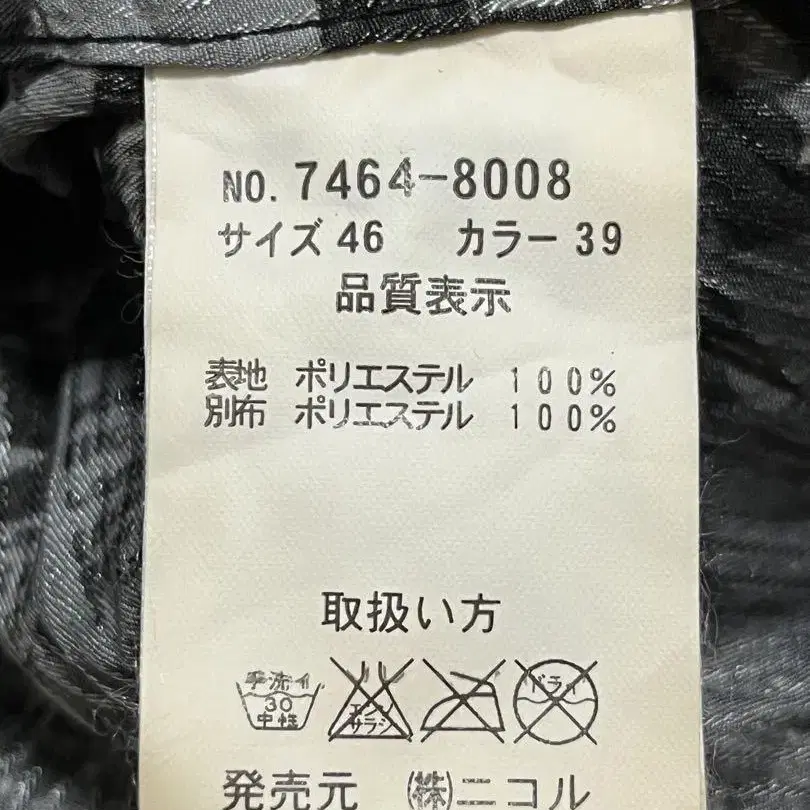 NO. 7464-8008
サイズ 46 カラー 39
品質表示
表地 ポリエステル 100%
別布 ポリエステル 100%
取扱い方
手洗イ 30 中性 エンソ サラシ ドライ
発売元 (株)ニコル